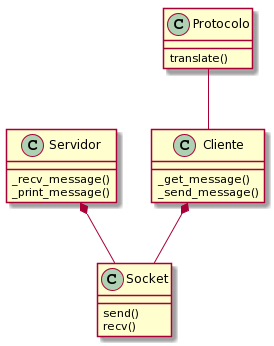 C Protocolo
translate()
C Servidor
_recv_message()
_print_message()
C Cliente
_get_message()
_send_message()
C Socket
send()
recv()